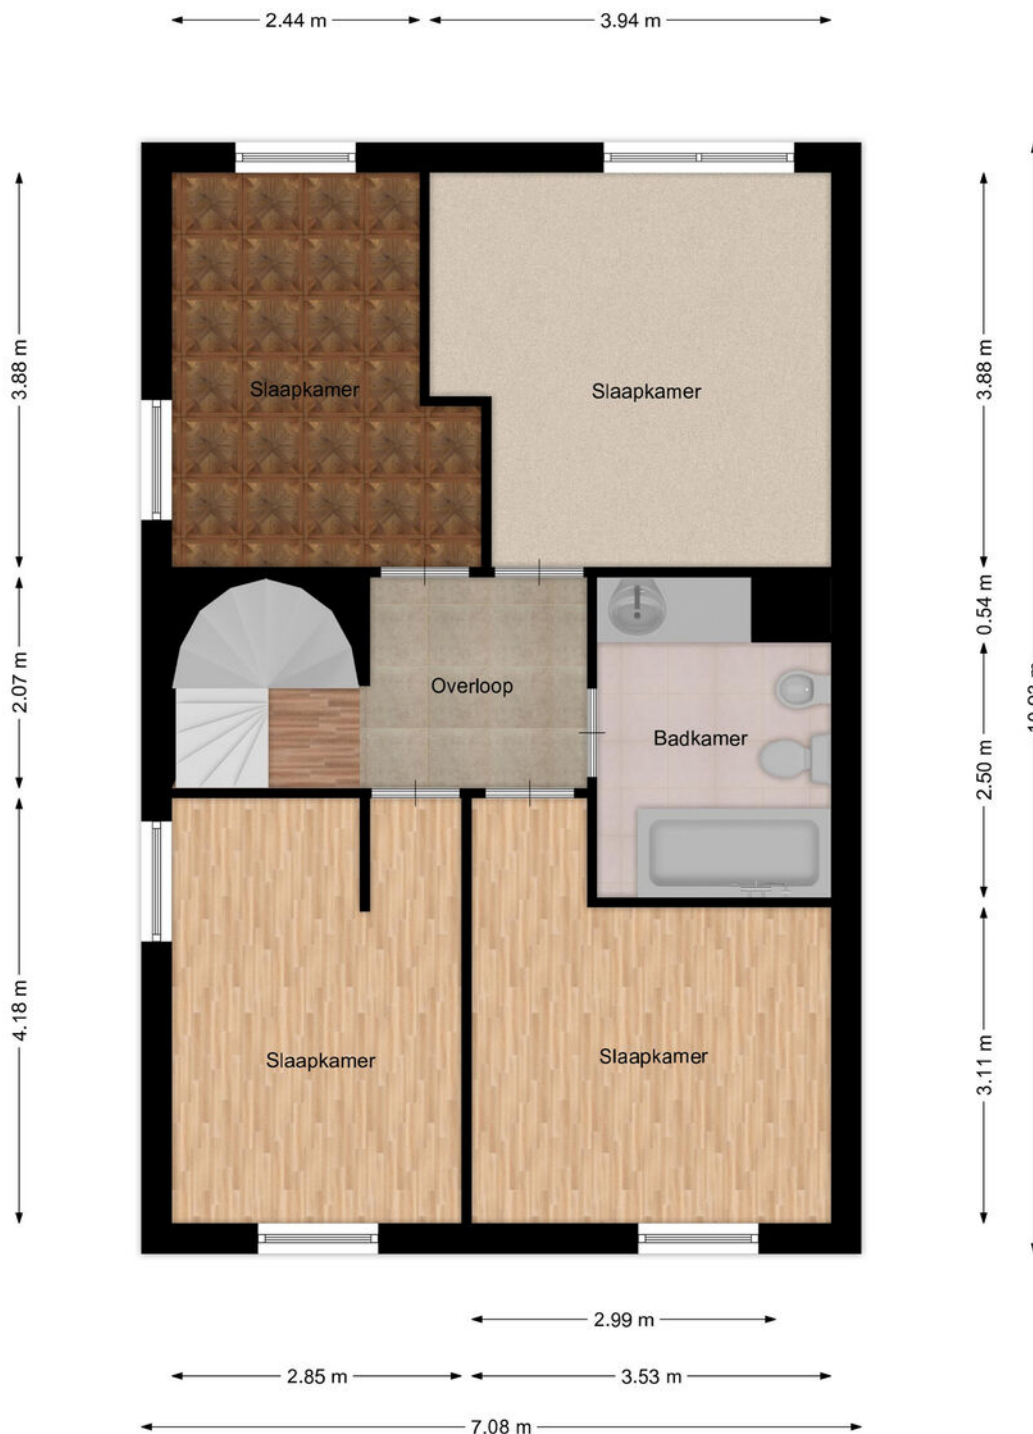 2.44 m
3.94 m
3.88 m
3.88 m
Slaapkamer
Slaapkamer
0.54 m
2.07 m
Overloop
Badkamer
2.50 m
4.18 m
3.11 m
Slaapkamer
Slaapkamer
2.99 m
2.85 m
3.53 m
7.08 m